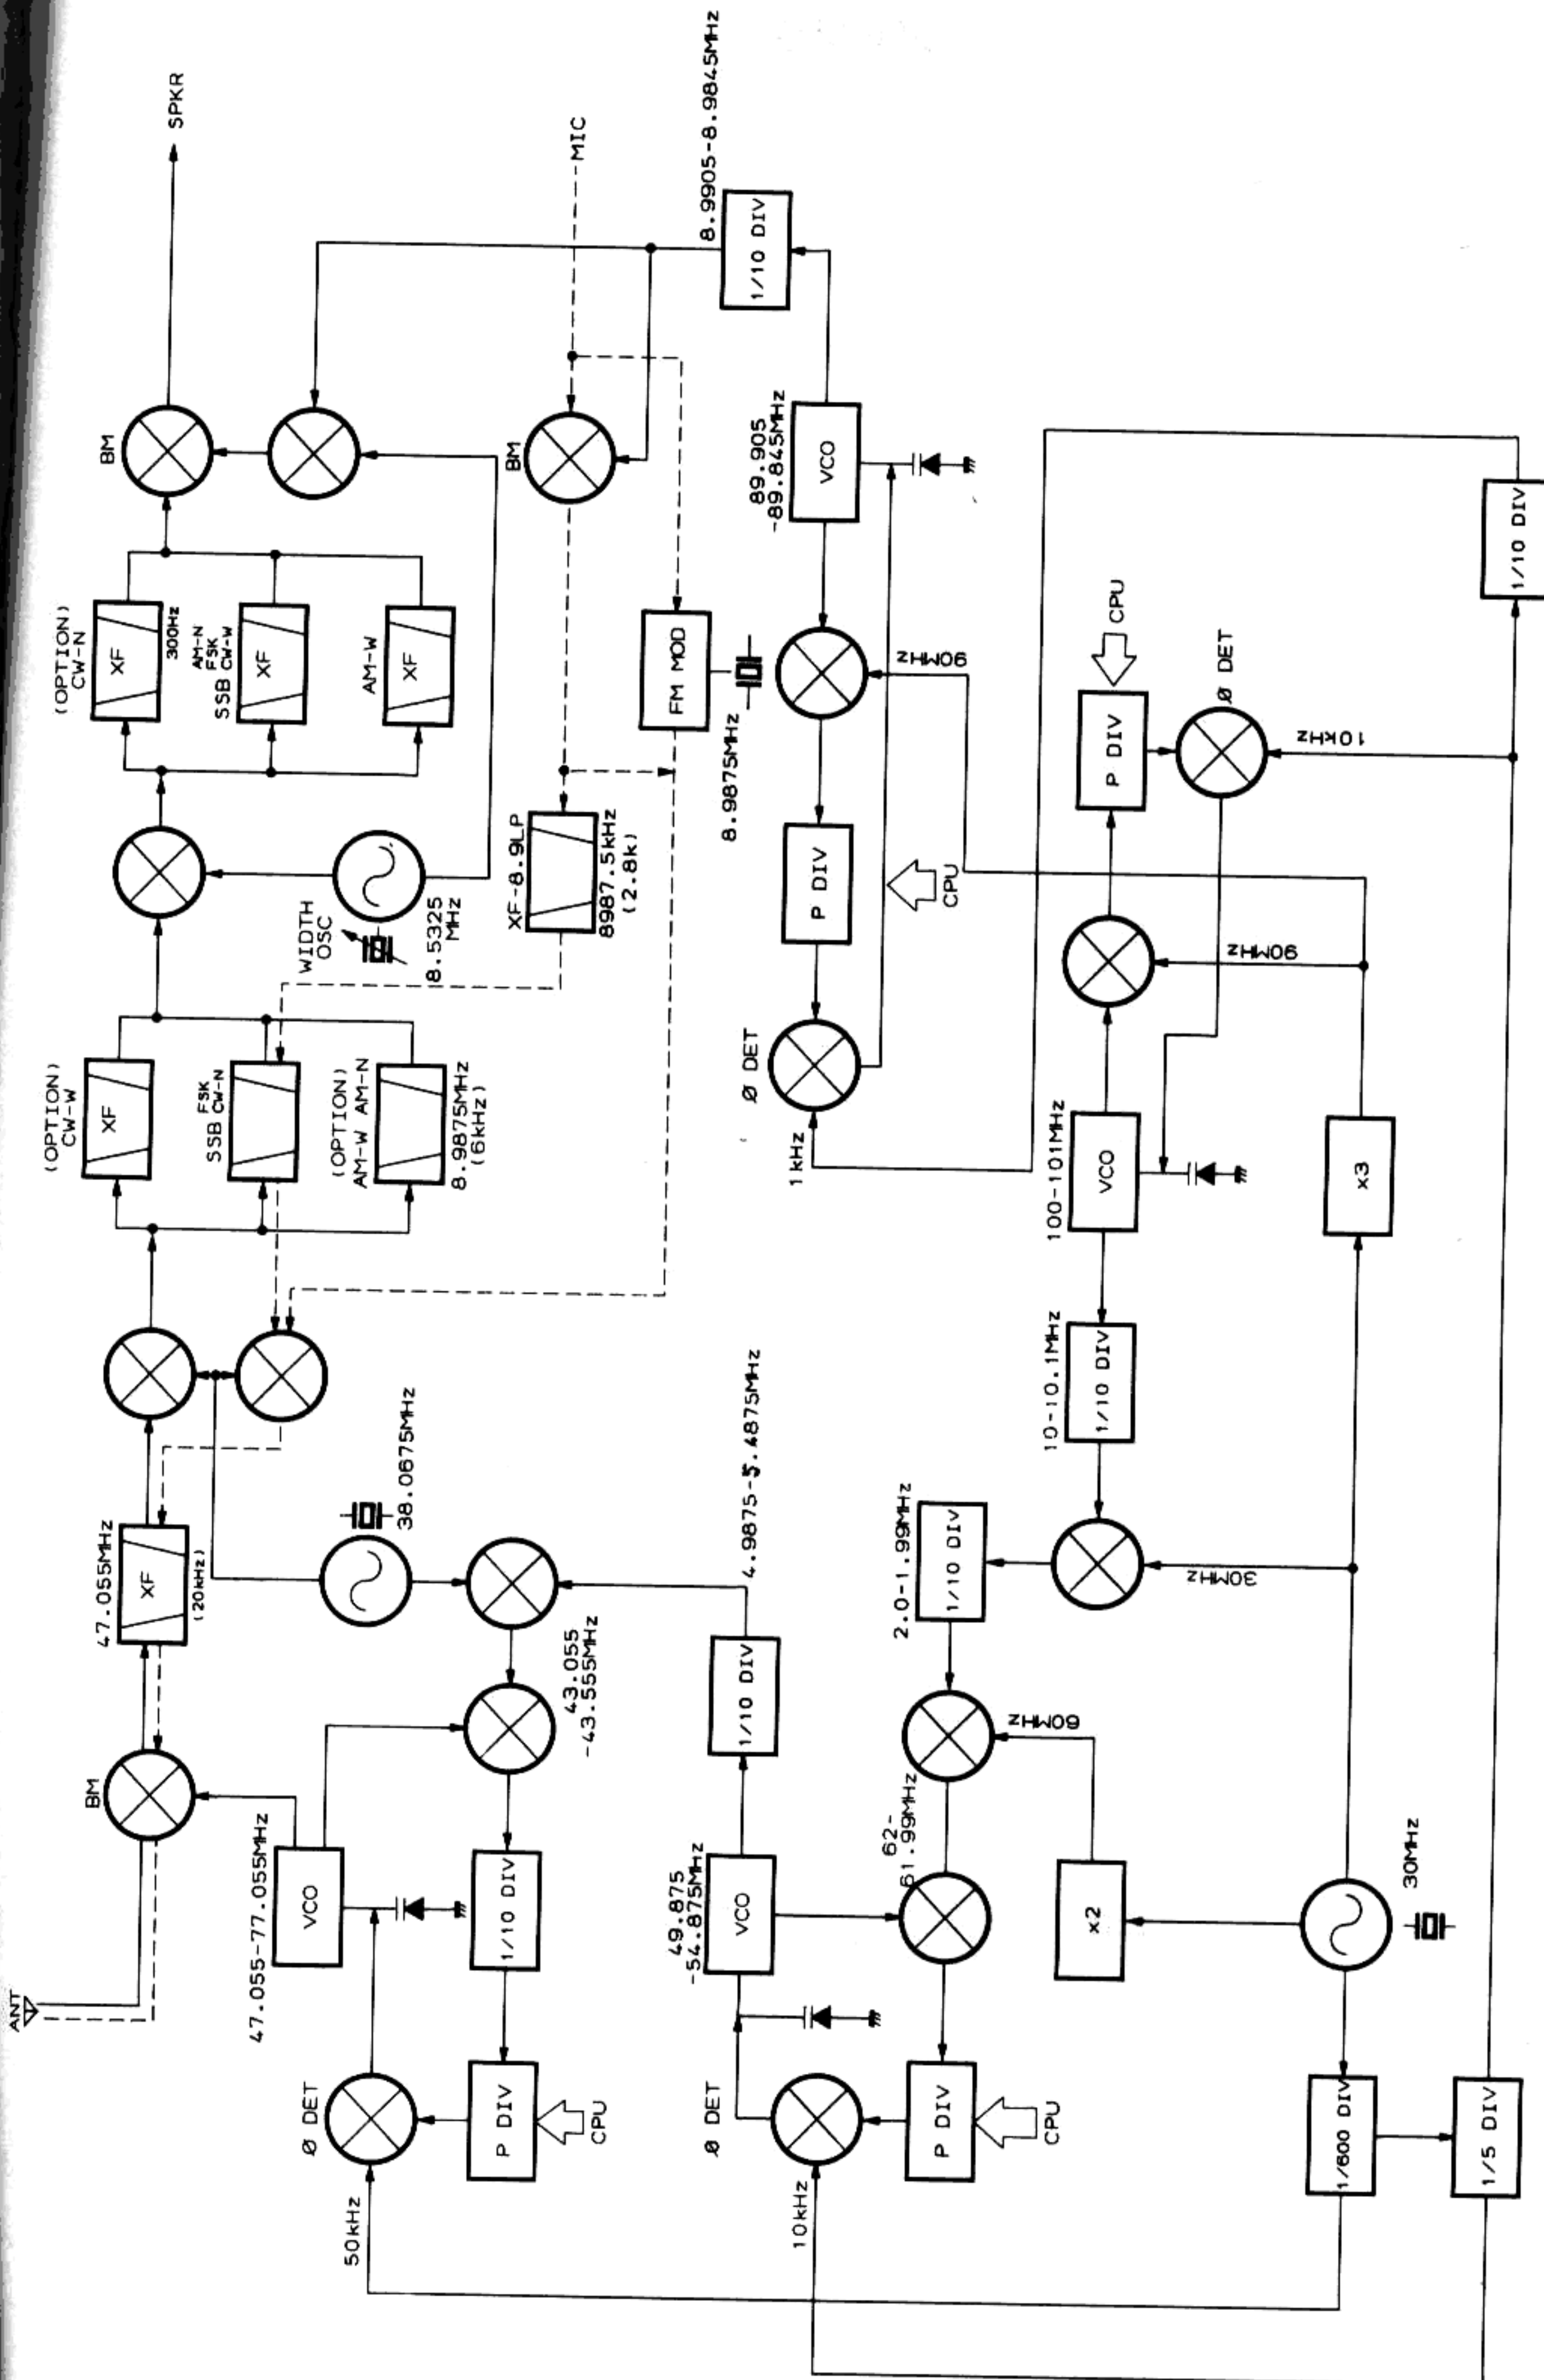 ANT
BM
47.055MHz
XF
(20kHz)
(OPTION)
CW-W
XF
SSB FSK
CW-N
(OPTION)
AM-W AM-N
8.9875MHz
(6kHz)
(OPTION)
CW-N
XF
300Hz
AM-N
FSK
SSB CW-W
XF
AM-W
XF
BM
SPKR
WIDTH
OSC
8.5325
MHz
BM
MIC
XF-8.9LP
8987.5kHz
(2.8k)
FM MOD
8.9875MHz
47.055-77.055MHz
VCO
38.0675MHz
43.055
-43.555MHz
Ø DET
50kHz
P DIV
CPU
1/10 DIV
49.875
-54.875MHz
VCO
1/10 DIV
4.9875-5.4875MHz
Ø DET
10kHz
P DIV
CPU
62-
61.99MHz
60MHz
2.0-1.99MHz
1/10 DIV
x2
30MHz
30MHz
10-10.1MHz
1/10 DIV
100-101MHz
VCO
90MHz
P DIV
CPU
Ø DET
10kHz
x3
1kHz
Ø DET
P DIV
CPU
90MHz
89.905
-89.845MHz
VCO
1/10 DIV
8.9905-8.9845MHz
1/600 DIV
1/5 DIV
1/10 DIV